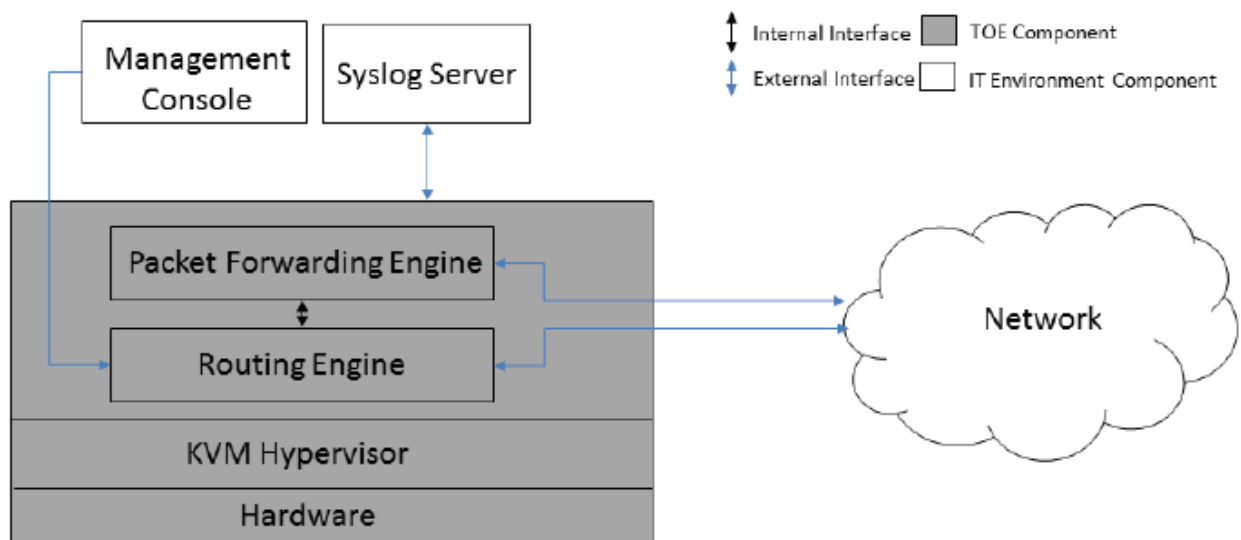 Management
Console
Syslog Server
Internal Interface
TOE Component
External Interface
IT Environment Component
Packet Forwarding Engine
Routing Engine
Network
KVM Hypervisor
Hardware